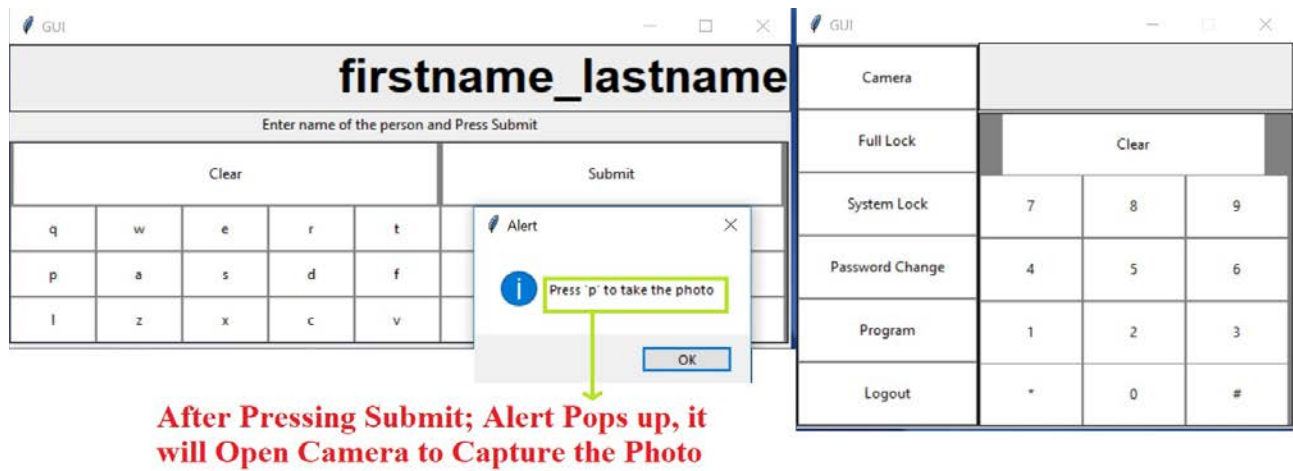 GUI
firstname_lastname
Enter name of the person and Press Submit
Clear Submit
q w e r t
p a s d f
l z x c v
Alert
i
Press 'p' to take the photo
OK
GUI
Camera
Full Lock
System Lock
Password Change
Program
Logout
Clear
7 8 9
4 5 6
1 2 3
* 0 #
After Pressing Submit; Alert Pops up, it
will Open Camera to Capture the Photo